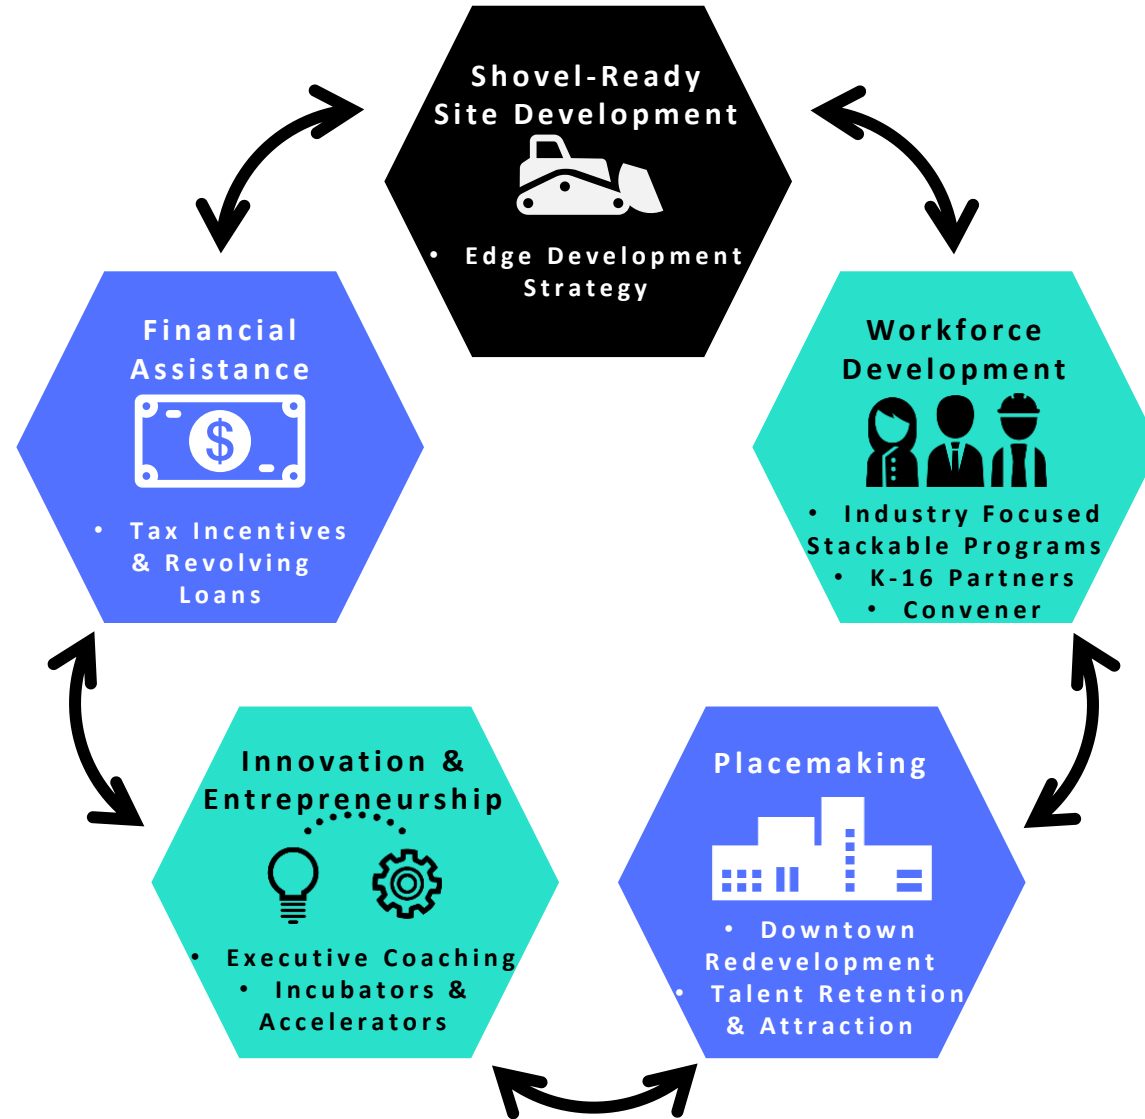 Shovel-Ready
Site Development
• Edge Development
Strategy
Financial
Assistance
$
• Tax Incentives
& Revolving
Loans
Workforce
Development
• Industry Focused
Stackable Programs
• K-16 Partners
• Convener
Innovation &
Entrepreneurship
• Executive Coaching
• Incubators &
Accelerators
Placemaking
• Downtown
Redevelopment
• Talent Retention
& Attraction